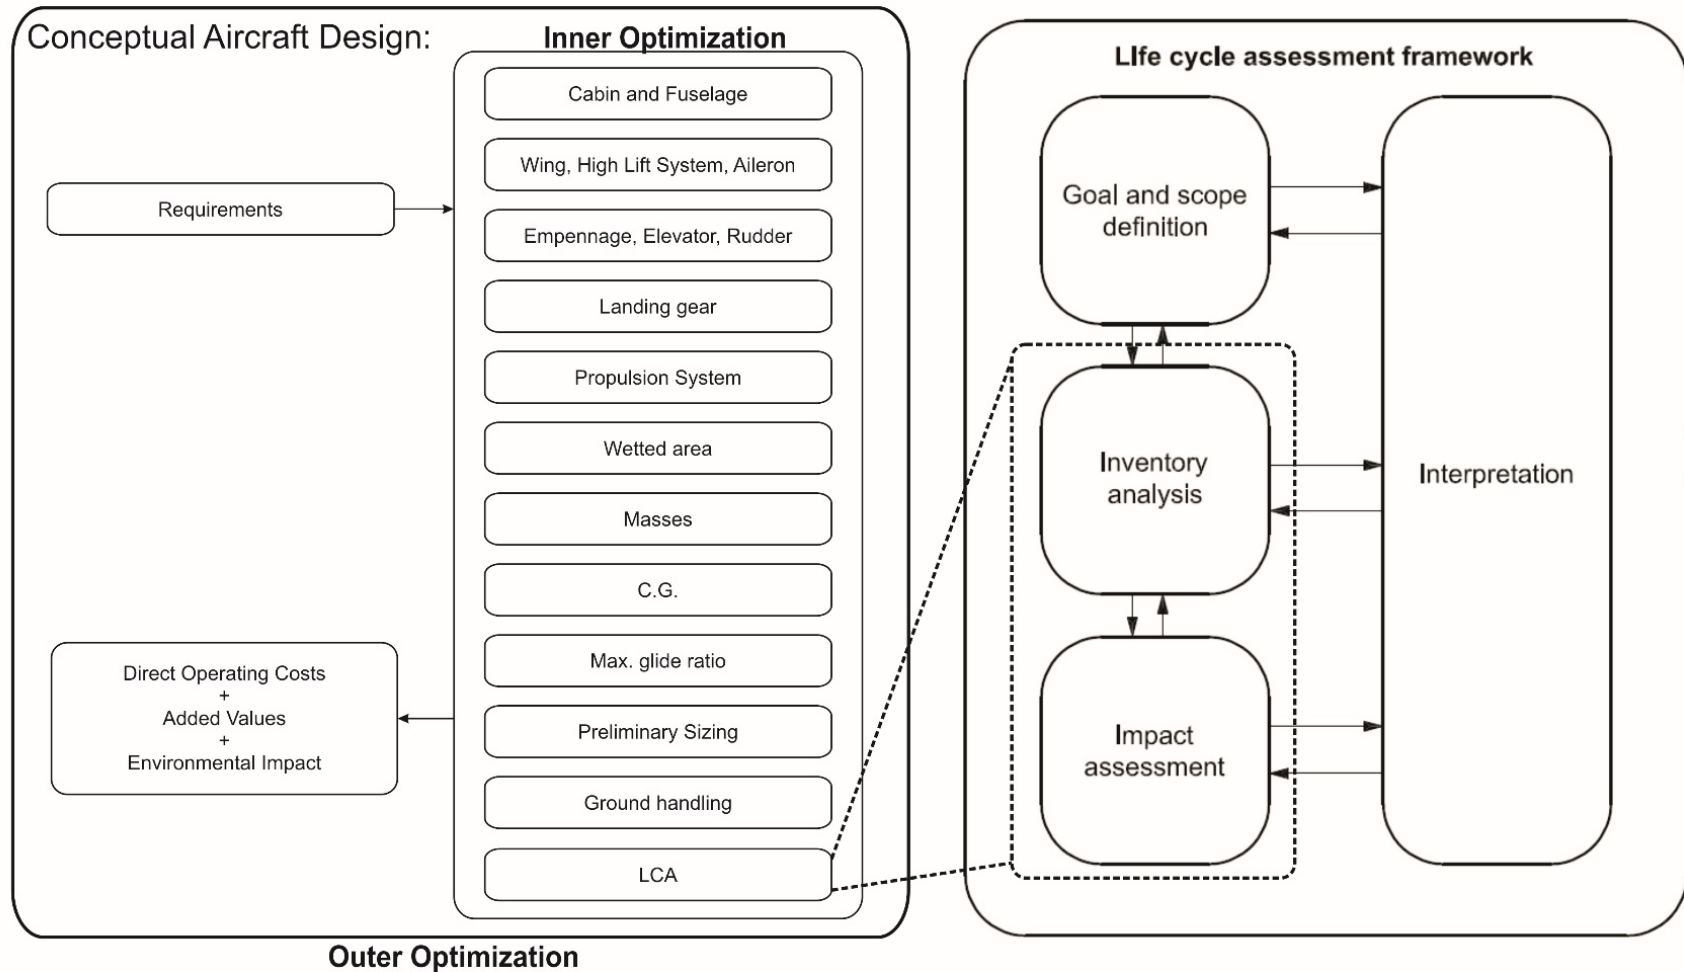 Conceptual Aircraft Design:
Inner Optimization
Cabin and Fuselage
Wing, High Lift System, Aileron
Requirements
Empennage, Elevator, Rudder
Landing gear
Propulsion System
Wetted area
Masses
C.G.
Max. glide ratio
Direct Operating Costs
+
Added Values
+
Environmental Impact
Preliminary Sizing
Ground handling
LCA
Outer Optimization
LIfe cycle assessment framework
Goal and scope
definition
Inventory
analysis
Impact
assessment
Interpretation